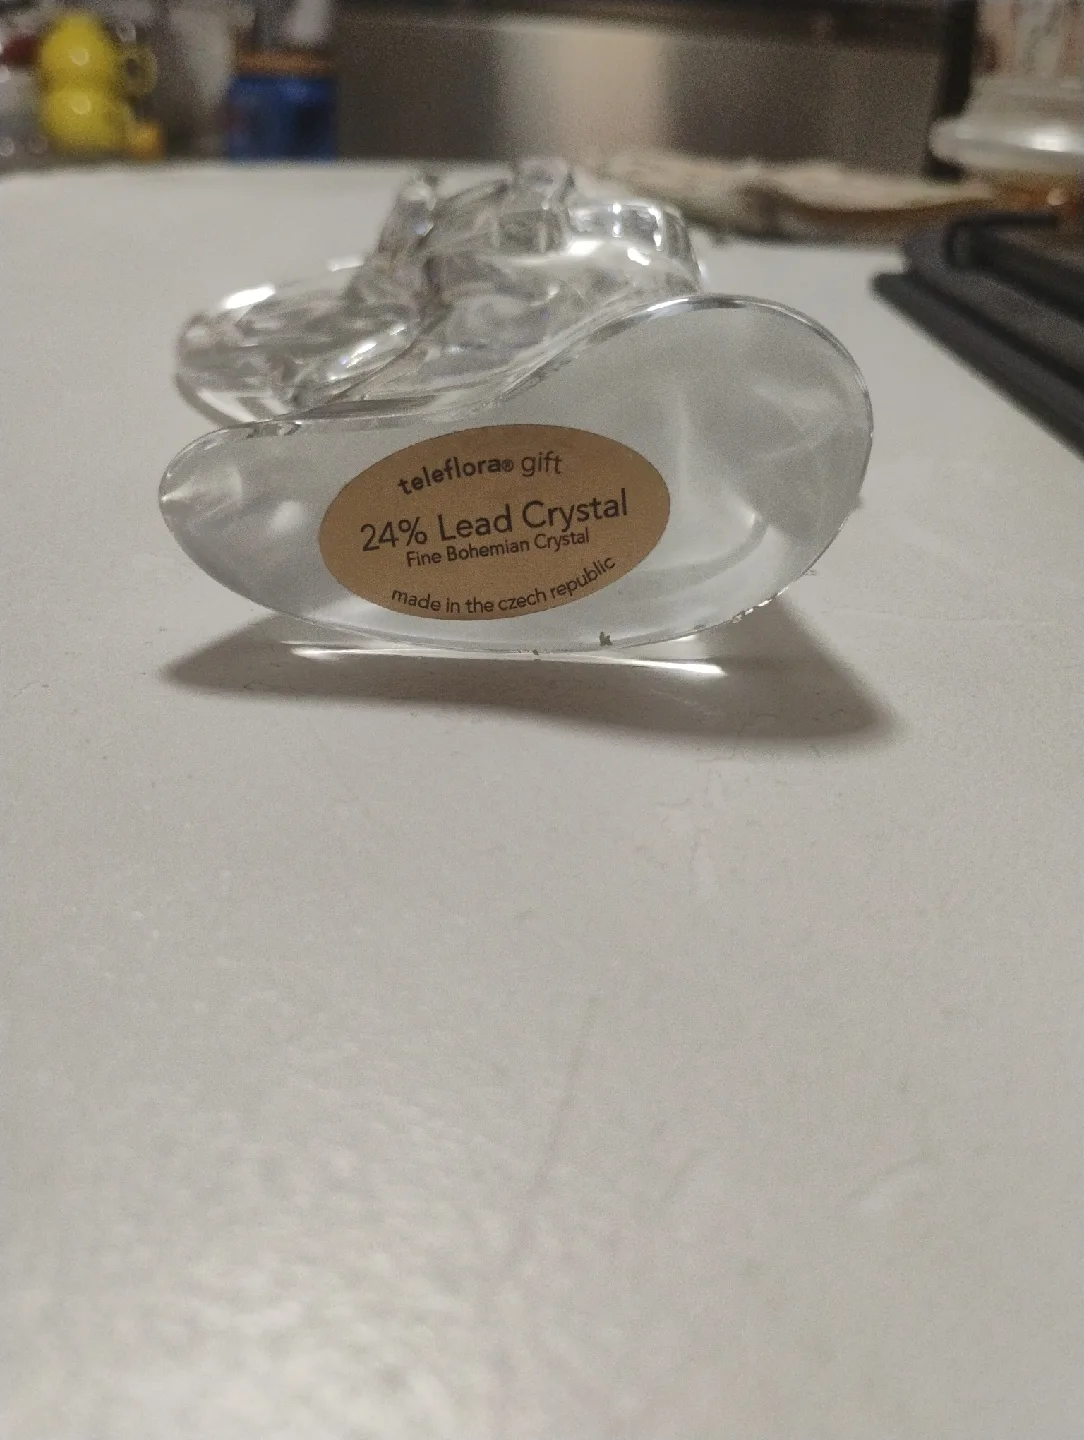 teleflora® gift
24% Lead Crystal
Fine Bohemian Crystal
made in the czech republic